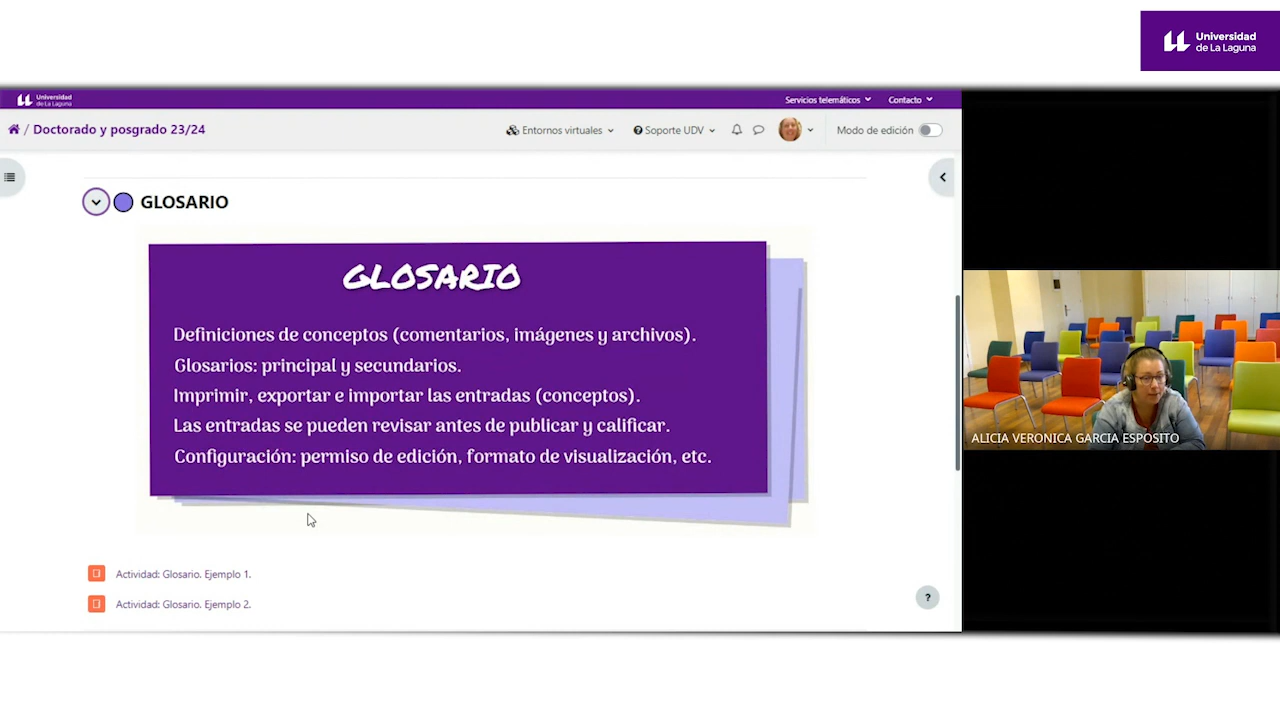 Universidad
de La Laguna
Universidad
de La Laguna
Servicios telemáticos
Contacto
/ Doctorado y posgrado 23/24
Entornos virtuales
Soporte UDV
Modo de edición
GLOSARIO
GLOSARIO
Definiciones de conceptos (comentarios, imágenes y archivos).
Glosarios: principal y secundarios.
Imprimir, exportar e importar las entradas (conceptos).
Las entradas se pueden revisar antes de publicar y calificar.
Configuración: permiso de edición, formato de visualización, etc.
ALICIA VERONICA GARCIA ESPOSITO
Actividad: Glosario. Ejemplo 1.
Actividad: Glosario. Ejemplo 2.
?